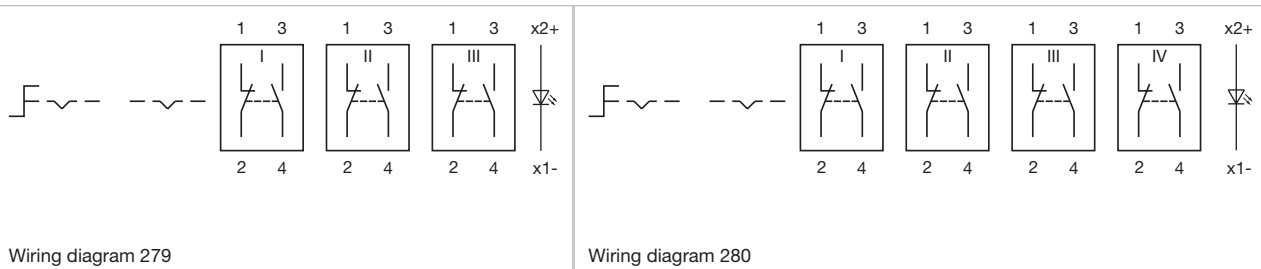 1 3 1 3 1 3 x2+
I II III
2 4 2 4 2 4 x1-
Wiring diagram 279
1 3 1 3 1 3 1 3 x2+
I II III IV
2 4 2 4 2 4 2 4 x1-
Wiring diagram 280